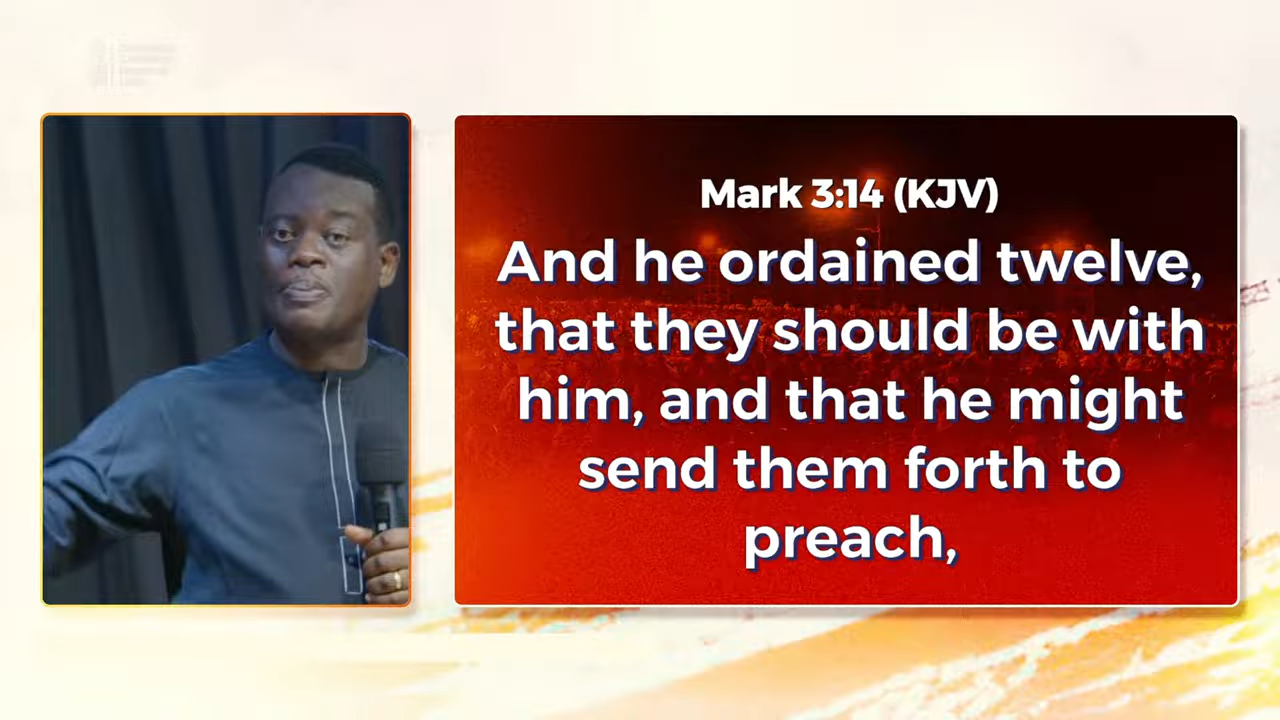 Mark 3:14 (KJV)
And he ordained twelve,
that they should be with
him, and that he might
send them forth to
preach,